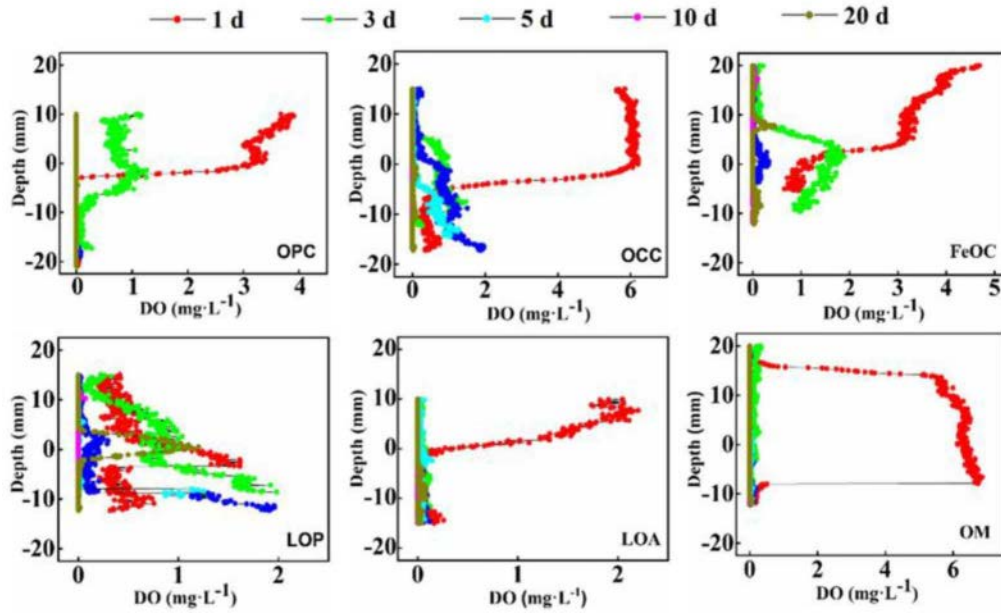 1 d 3 d 5 d 10 d 20 d
20
10
0
-10
-20
Depth (mm)
0 1 2 3 4
DO (mg·L⁻¹)
OPC
20
10
0
-10
-20
Depth (mm)
0 2 4 6
DO (mg·L⁻¹)
OCC
20
10
0
-10
-20
Depth (mm)
0 1 2 3 4 5
DO (mg·L⁻¹)
FeOC
20
10
0
-10
-20
Depth (mm)
0 1 2
DO (mg·L⁻¹)
LOP
20
10
0
-10
-20
Depth (mm)
0 1 2
DO (mg·L⁻¹)
LOA
20
10
0
-10
-20
Depth (mm)
0 2 4 6
DO (mg·L⁻¹)
OM